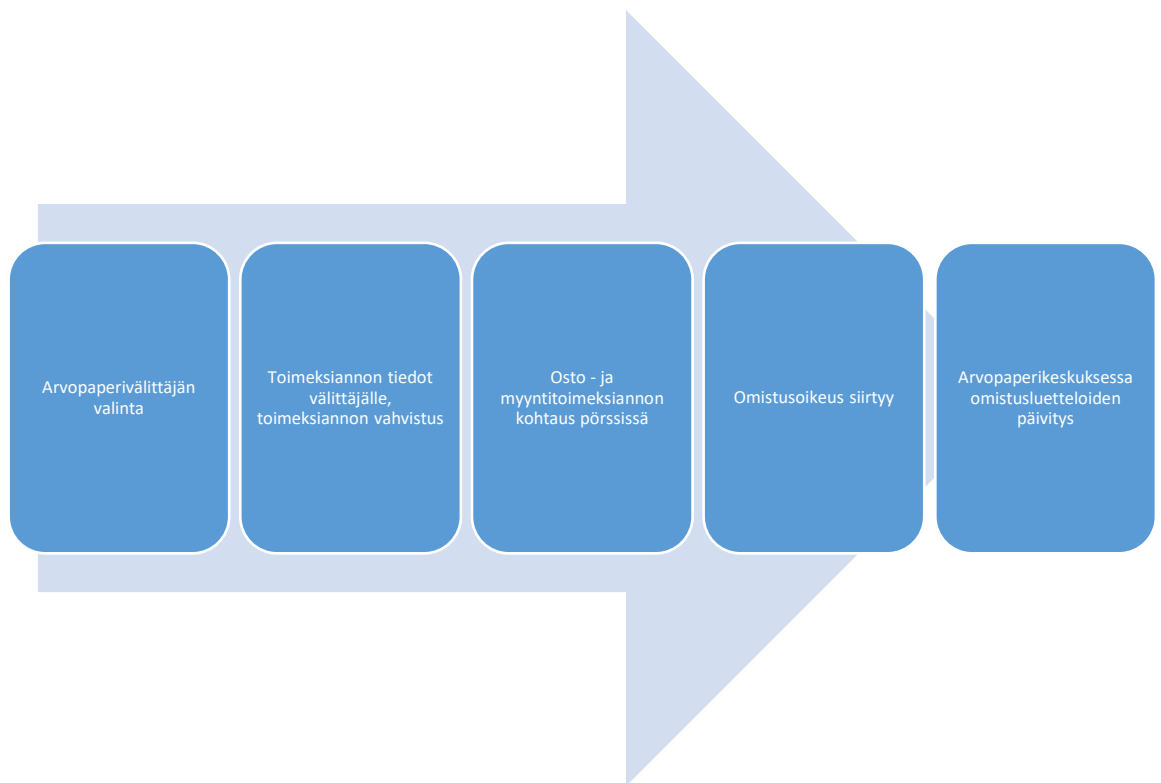 Arvopaperivälittäjän
valinta
Toimeksiannon tiedot
välittäjälle,
toimeksiannon vahvistus
Osto - ja
myyntitoimeksiannon
kohtaus pörssissä
Omistusoikeus siirtyy
Arvopaperikeskuksessa
omistusluetteloiden
päivitys